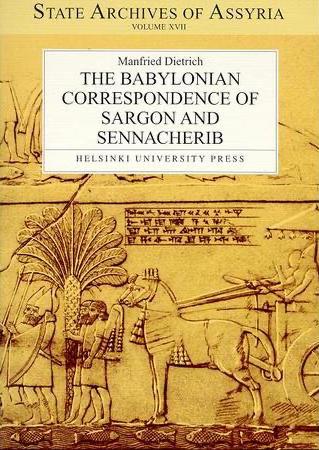 STATE ARCHIVES OF ASSYRIA
VOLUME XVII
Manfried Dietrich
THE BABYLONIAN
CORRESPONDENCE OF
SARGON AND
SENNACHERIB
HELSINKI UNIVERSITY PRESS